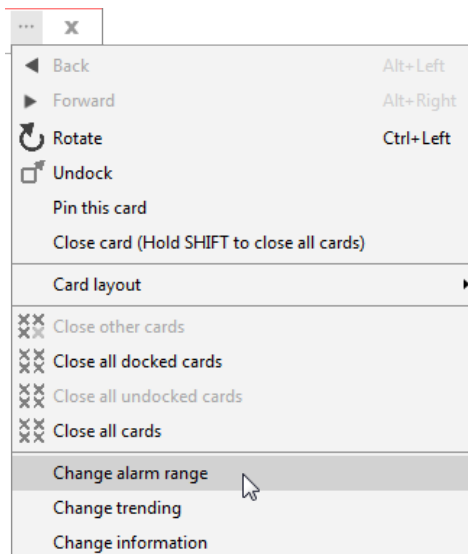 ... x
Back Alt+Left
Forward Alt+Right
Rotate Ctrl+Left
Undock
Pin this card
Close card (Hold SHIFT to close all cards)
Card layout
Close other cards
Close all docked cards
Close all undocked cards
Close all cards
Change alarm range
Change trending
Change information